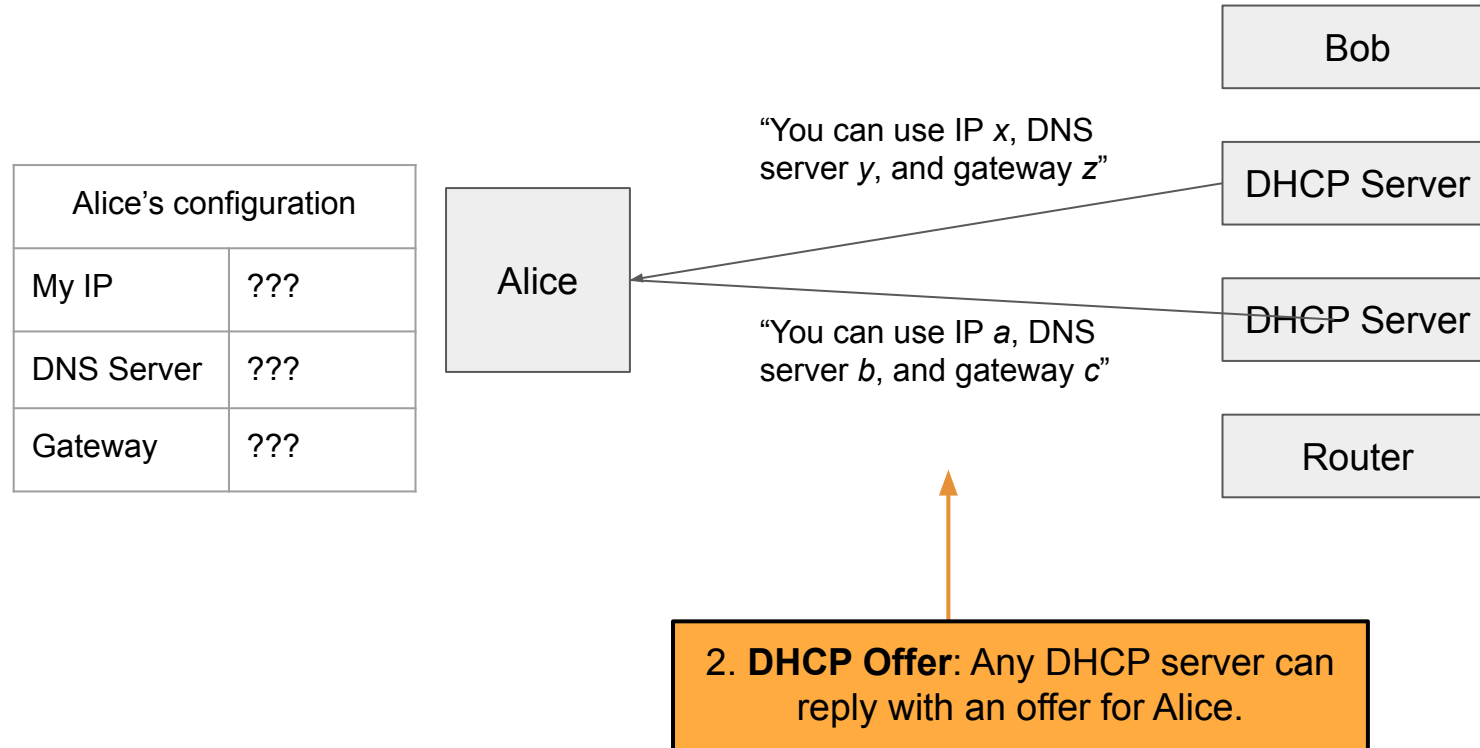 Bob
“You can use IP x, DNS
server y, and gateway z”
DHCP Server
Alice’s configuration
My IP ???
DNS Server ???
Gateway ???
Alice
DHCP Server
“You can use IP a, DNS
server b, and gateway c”
Router
2. DHCP Offer: Any DHCP server can
reply with an offer for Alice.